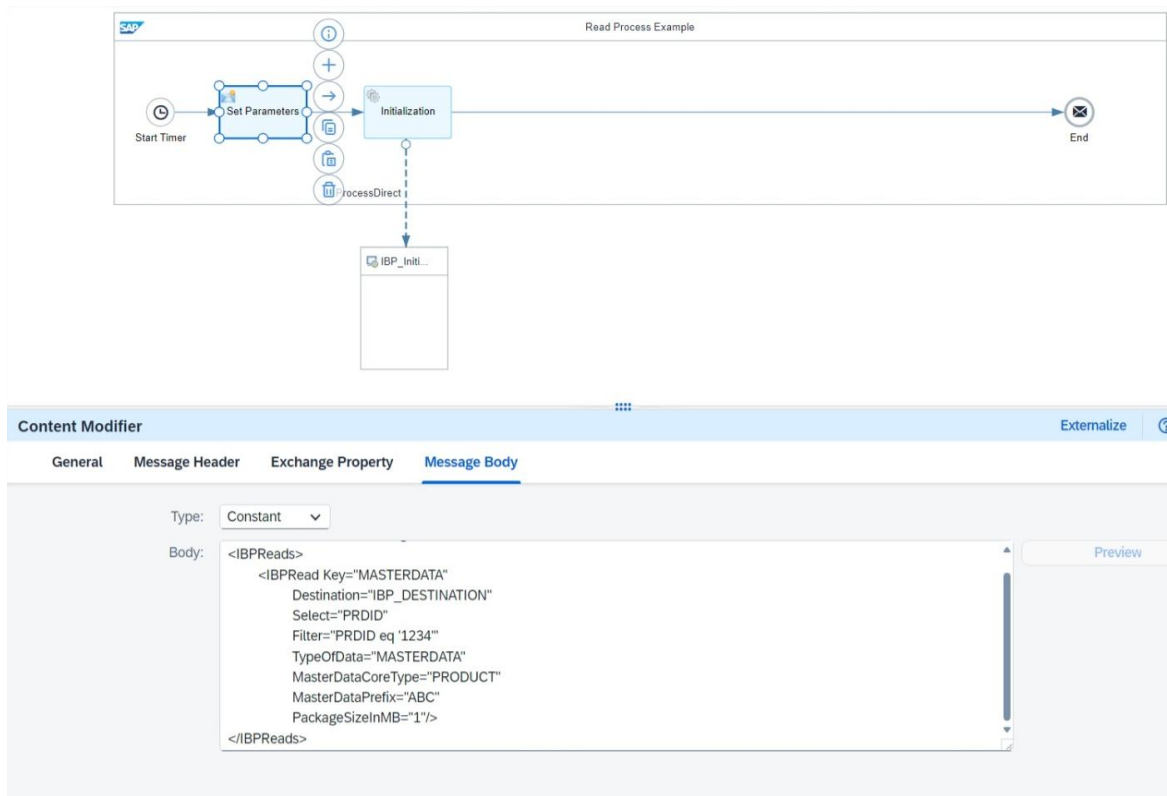 SAP
Read Process Example
Set Parameters
Initialization
Start Timer
End
ProcessDirect
IBP_Initi...
Content Modifier
Externalize
General
Message Header
Exchange Property
Message Body
Type:
Constant
Body:
<IBPReads>
<IBPRead Key="MASTERDATA"
Destination="IBP_DESTINATION"
Select="PRDID"
Filter="PRDID eq '1234'"
TypeOfData="MASTERDATA"
MasterDataCoreType="PRODUCT"
MasterDataPrefix="ABC"
PackageSizeInMB="1"/>
</IBPReads>
Preview